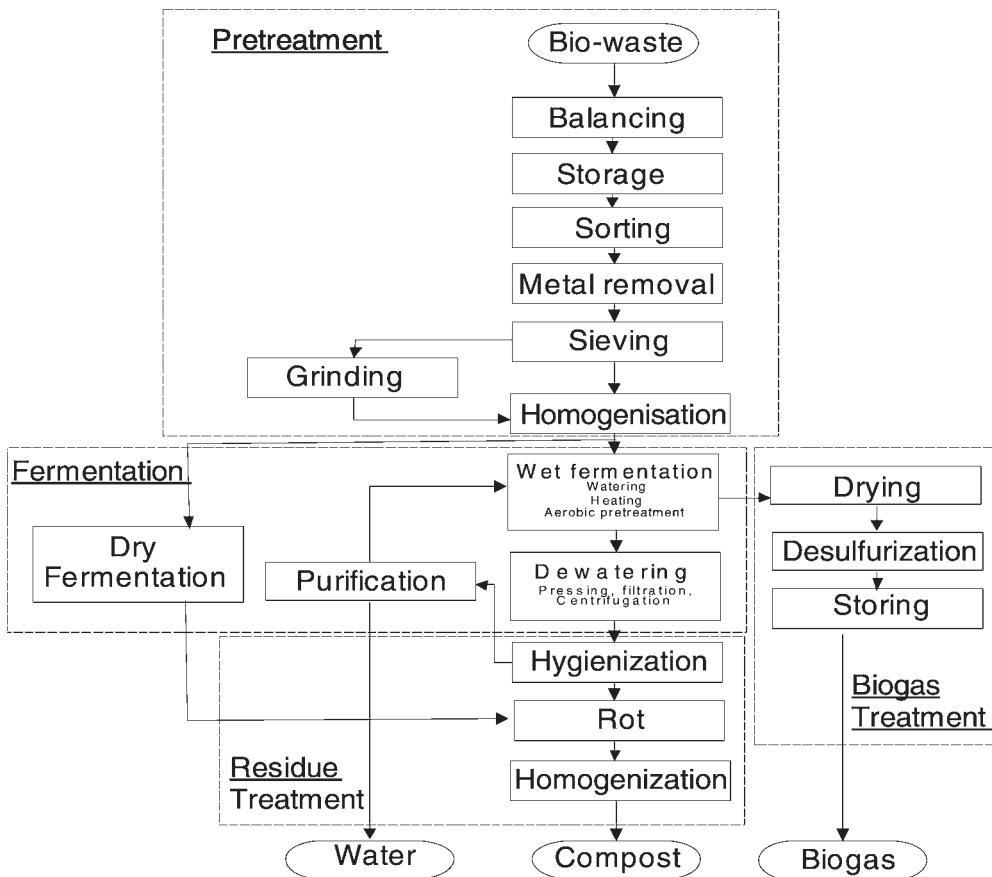 Pretreatment
Bio-waste
Balancing
Storage
Sorting
Metal removal
Sieving
Grinding
Homogenisation
Fermentation
Wet fermentation
Watering
Heating
Aerobic pretreatment
Drying
Dry
Fermentation
Purification
Dewatering
Pressing, filtration,
Centrifugation
Desulfurization
Storing
Hygienization
Rot
Homogenization
Biogas
Treatment
Residue
Treatment
Water
Compost
Biogas